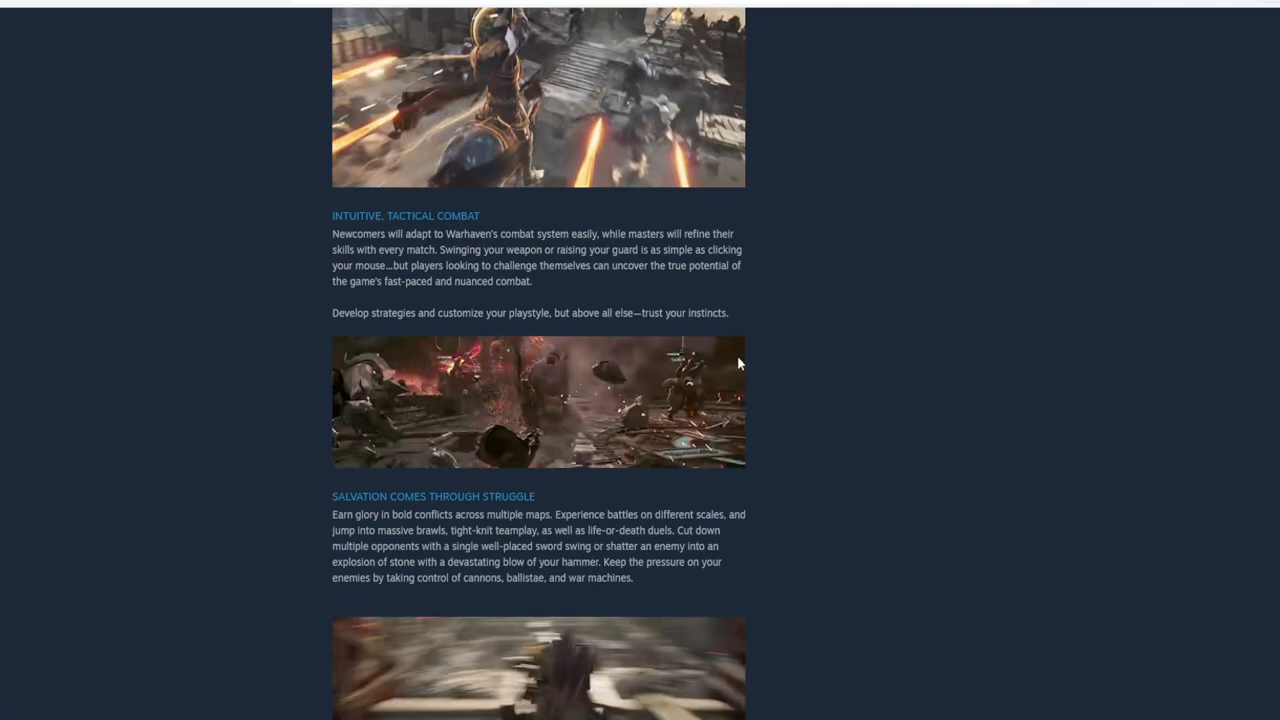 INTUITIVE, TACTICAL COMBAT
Newcomers will adapt to Warhaven's combat system easily, while masters will refine their
skills with every match. Swinging your weapon or raising your guard is as simple as clicking
your mouse...but players looking to challenge themselves can uncover the true potential of
the game's fast-paced and nuanced combat.
Develop strategies and customize your playstyle, but above all else—trust your instincts.
SALVATION COMES THROUGH STRUGGLE
Earn glory in bold conflicts across multiple maps. Experience battles on different scales, and
jump into massive brawls, tight-knit teamplay, as well as life-or-death duels. Cut down
multiple opponents with a single well-placed sword swing or shatter an enemy into an
explosion of stone with a devastating blow of your hammer. Keep the pressure on your
enemies by taking control of cannons, ballistae, and war machines.